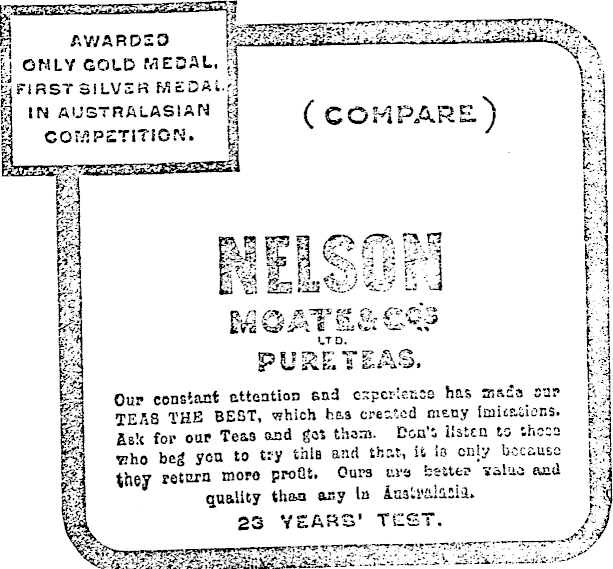 AWARDED
ONLY GOLD MEDAL,
FIRST SILVER MEDAL
IN AUSTRALASIAN
COMPETITION.
(COMPARE)
NELSON
MOATE & CO'S
LTD.
PURE TEAS.
Our constant attention and experience has made our
TEAS THE BEST, which has created many imitations.
Ask for our Teas and get them. Don't listen to those
who beg you to try this and that, it is only because
they return more profit. Ours are better value and
quality than any in Australasia.
23 YEARS' TEST.